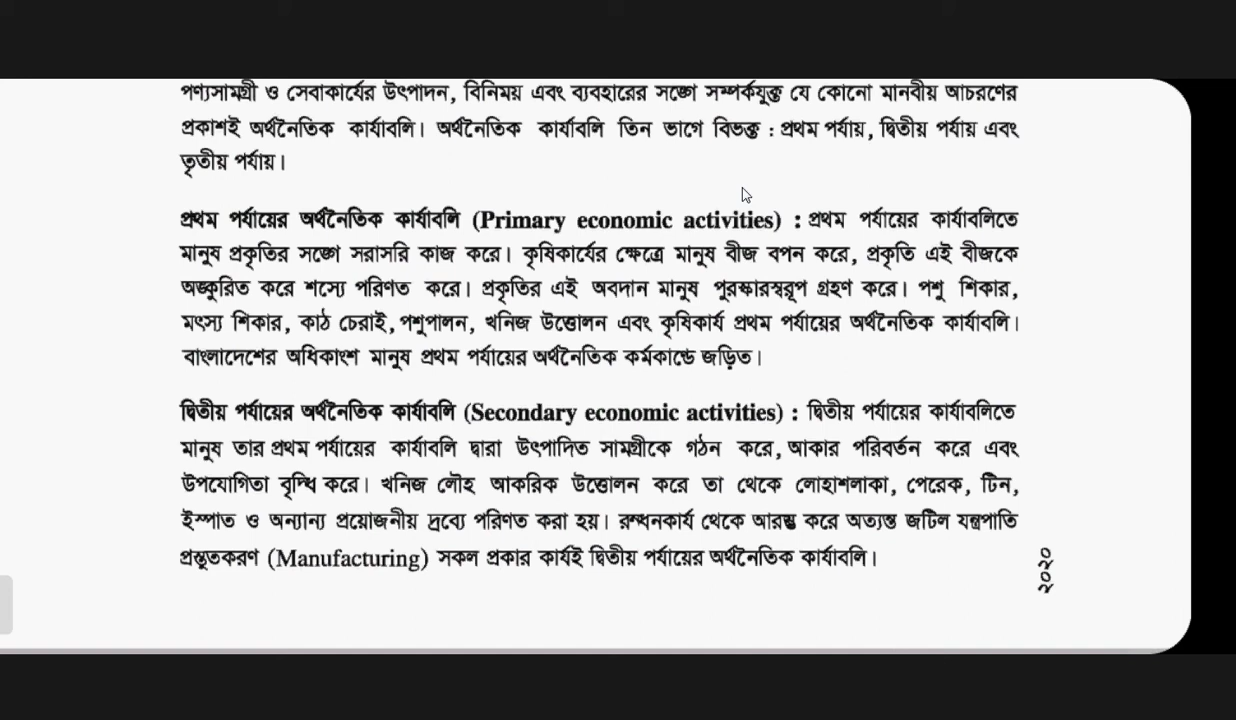 পণ্যসামগ্রী ও সেবাকার্যের উৎপাদন, বিনিময় এবং ব্যবহারের সঙ্গে সম্পর্কযুক্ত যে কোনো মানবীয় আচরণের
প্রকাশই অর্থনৈতিক কার্যাবলি। অর্থনৈতিক কার্যাবলি তিন ভাগে বিভক্ত : প্রথম পর্যায়, দ্বিতীয় পর্যায় এবং
তৃতীয় পর্যায়।
প্রথম পর্যায়ের অর্থনৈতিক কার্যাবলি (Primary economic activities) : প্রথম পর্যায়ের কার্যাবলিতে
মানুষ প্রকৃতির সঙ্গে সরাসরি কাজ করে। কৃষিকার্যের ক্ষেত্রে মানুষ বীজ বপন করে, প্রকৃতি এই বীজকে
অঙ্কুরিত করে শস্যে পরিণত করে। প্রকৃতির এই অবদান মানুষ পুরস্কারস্বরূপ গ্রহণ করে। পশু শিকার,
মৎস্য শিকার, কাঠ চেরাই, পশুপালন, খনিজ উত্তোলন এবং কৃষিকার্য প্রথম পর্যায়ের অর্থনৈতিক কার্যাবলি।
বাংলাদেশের অধিকাংশ মানুষ প্রথম পর্যায়ের অর্থনৈতিক কর্মকান্ডে জড়িত।
দ্বিতীয় পর্যায়ের অর্থনৈতিক কার্যাবলি (Secondary economic activities) : দ্বিতীয় পর্যায়ের কার্যাবলিতে
মানুষ তার প্রথম পর্যায়ের কার্যাবলি দ্বারা উৎপাদিত সামগ্রীকে গঠন করে, আকার পরিবর্তন করে এবং
উপযোগিতা বৃদ্ধি করে। খনিজ লৌহ আকরিক উত্তোলন করে তা থেকে লোহাশলাকা, পেরেক, টিন,
ইস্পাত ও অন্যান্য প্রয়োজনীয় দ্রব্যে পরিণত করা হয়। রন্ধনকার্য থেকে আরম্ভ করে অত্যন্ত জটিল যন্ত্রপাতি
প্রস্তুতকরণ (Manufacturing) সকল প্রকার কার্যই দ্বিতীয় পর্যায়ের অর্থনৈতিক কার্যাবলি।
২০২০